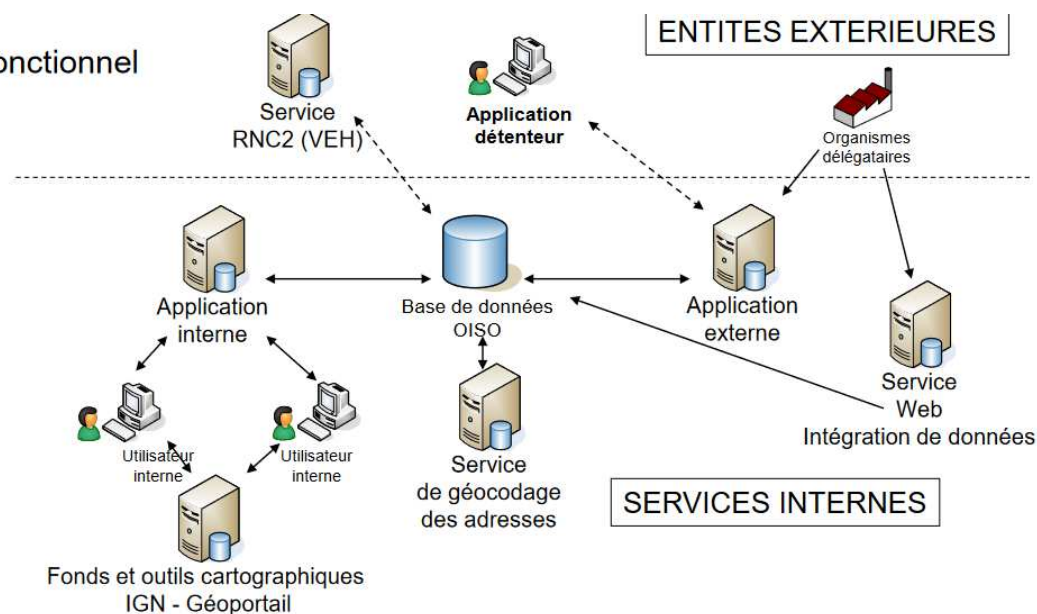 ENTITES EXTERIEURES
onctionnel
Service
RNC2 (VEH)
Application
détenteur
Organismes
délégataires
Application
interne
Base de données
OISO
Application
externe
Service
Web
Intégration de données
Utilisateur
interne
Utilisateur
interne
Service
de géocodage
des adresses
SERVICES INTERNES
Fonds et outils cartographiques
IGN - Géoportail